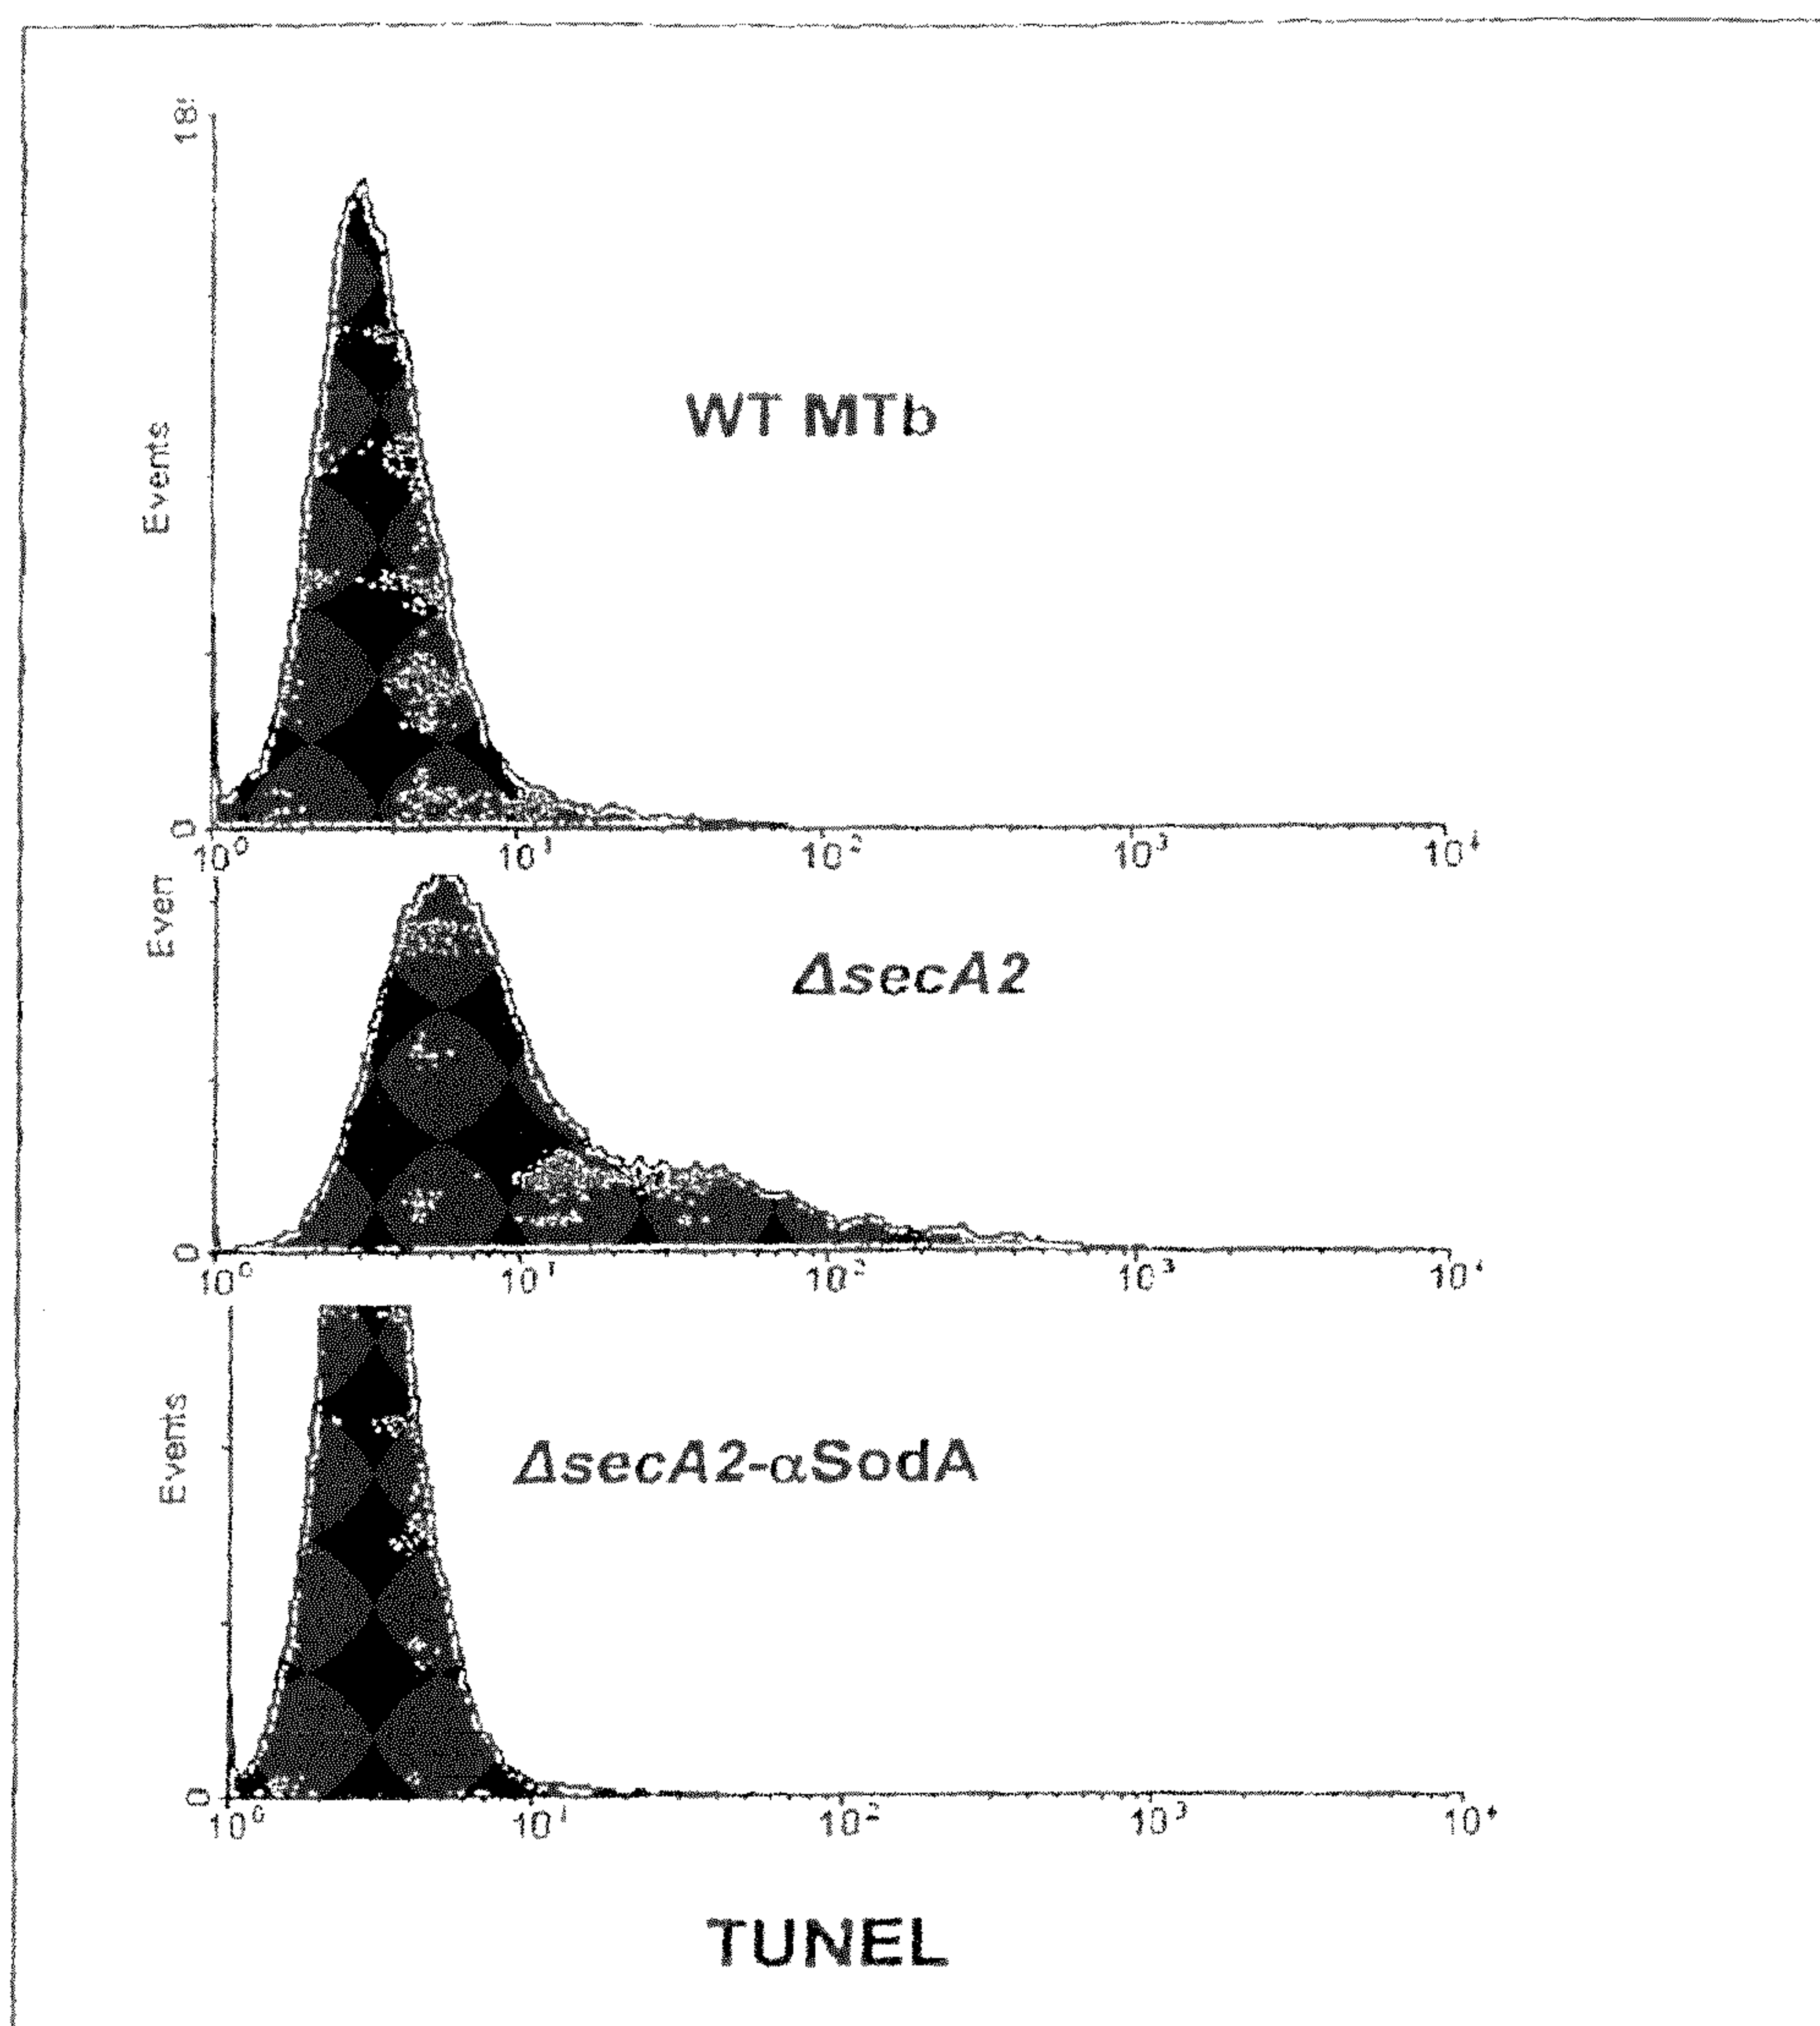 18
Events
WT MTb
0
10⁰ 10¹ 10² 10³ 10⁴
Even
ΔsecA2
0
10⁰ 10¹ 10² 10³ 10⁴
Events
ΔsecA2-αSodA
0
10⁰ 10¹ 10² 10³ 10⁴
TUNEL